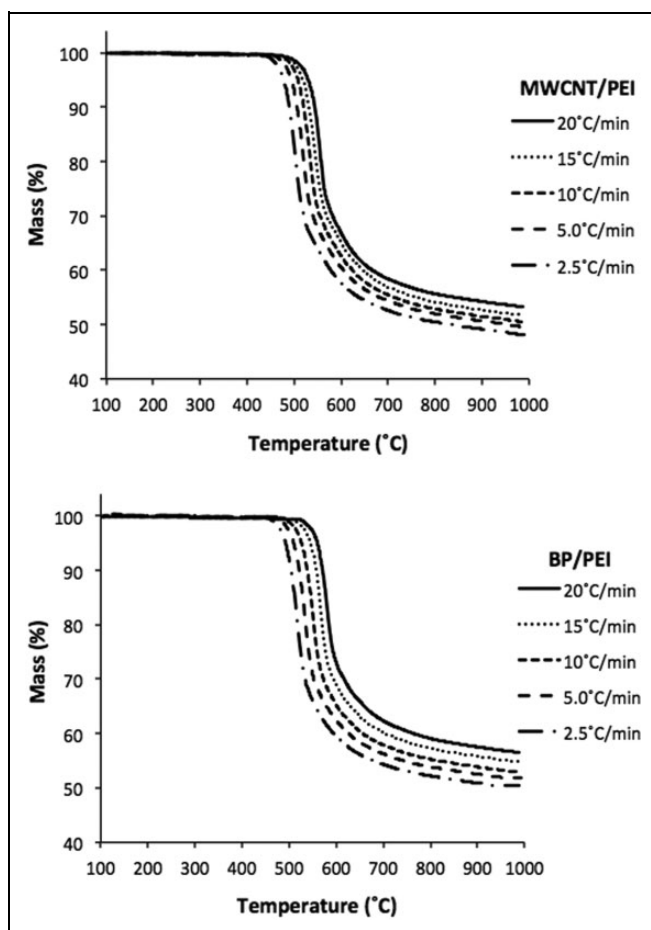 100
90
80
70
60
50
40
Mass (%)
100 200 300 400 500 600 700 800 900 1000
Temperature (˚C)
MWCNT/PEI
20˚C/min
15˚C/min
10˚C/min
5.0˚C/min
2.5˚C/min
100
90
80
70
60
50
40
Mass (%)
100 200 300 400 500 600 700 800 900 1000
Temperature (˚C)
BP/PEI
20˚C/min
15˚C/min
10˚C/min
5.0˚C/min
2.5˚C/min